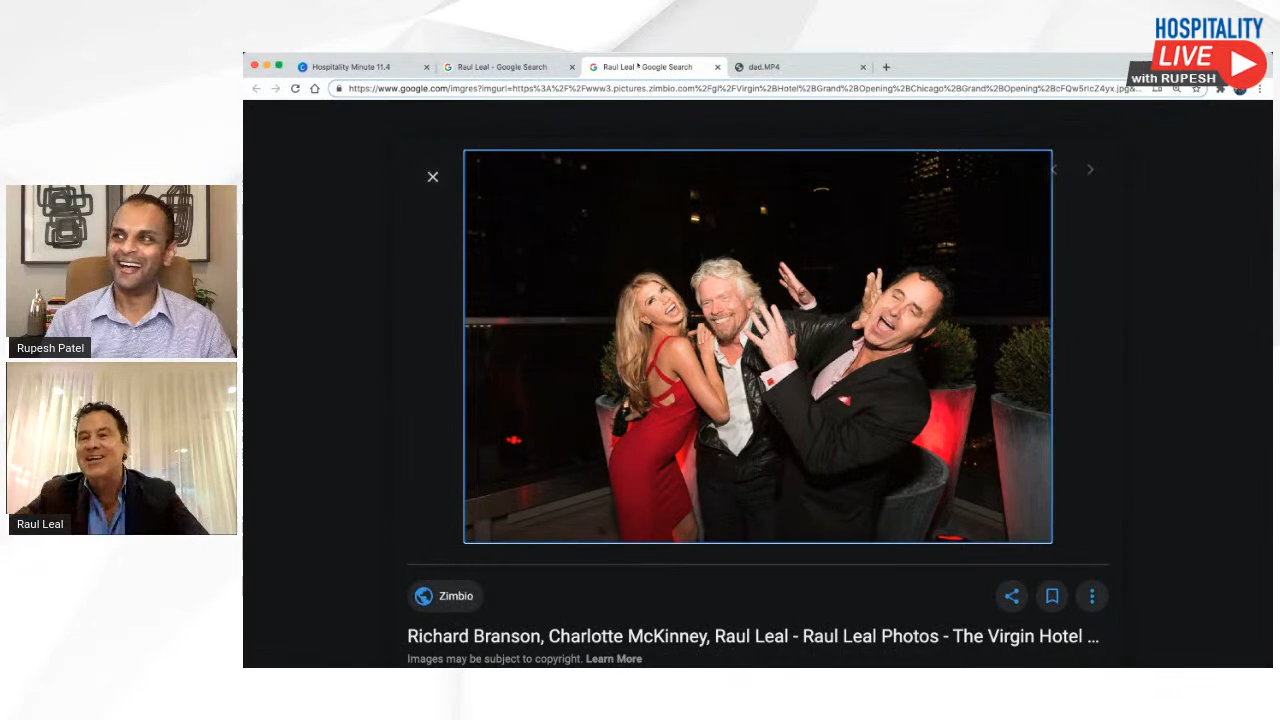 HOSPITALITY
LIVE
with RUPESH
Hospitality Minute 11.4
Raul Leal - Google Search
Raul Leal - Google Search
dad.MP4
Rupesh Patel
Raul Leal
Zimbio
Richard Branson, Charlotte McKinney, Raul Leal - Raul Leal Photos - The Virgin Hotel ...
Images may be subject to copyright. Learn More